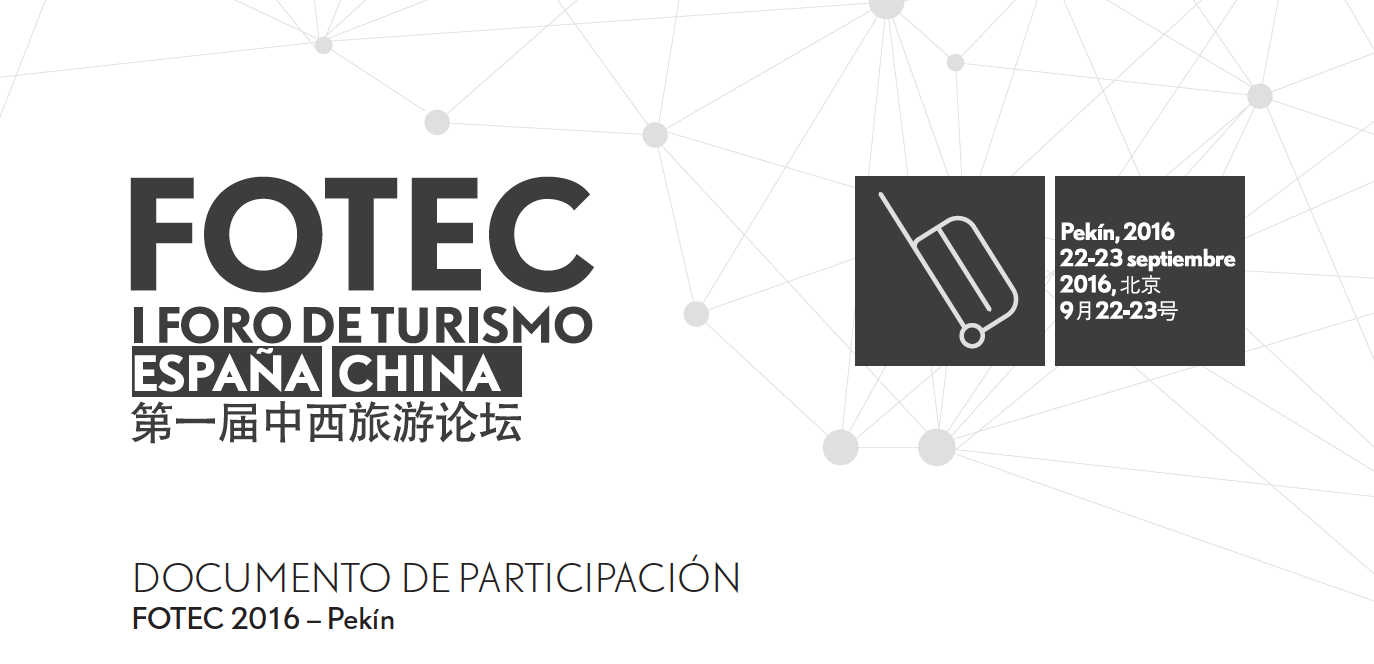 FOTEC
I FORO DE TURISMO
ESPAÑA CHINA
第一届中西旅游论坛
Pekín, 2016
22-23 septiembre
2016, 北京
9月22-23号
DOCUMENTO DE PARTICIPACIÓN
FOTEC 2016 – Pekín